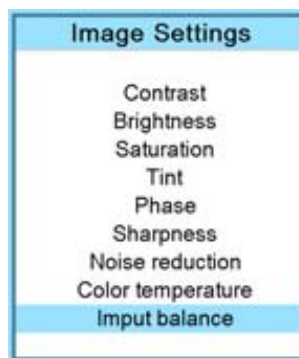 Image Settings
Contrast
Brightness
Saturation
Tint
Phase
Sharpness
Noise reduction
Color temperature
Imput balance